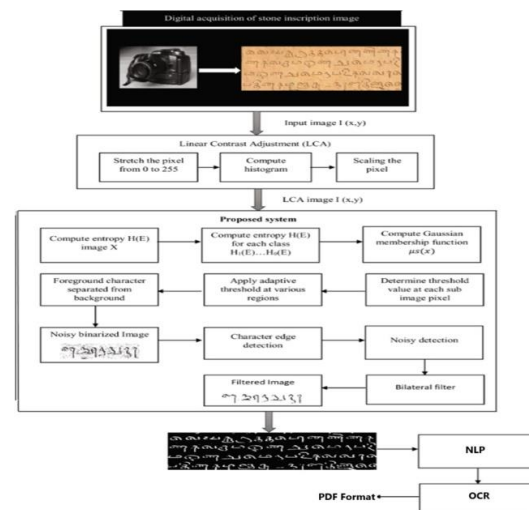 Digital acquisition of stone inscription image
Input image I (x,y)
Linear Contrast Adjustment (LCA)
Stretch the pixel
from 0 to 255
Compute
histogram
Scaling the
pixel
LCA image I (x,y)
Proposed system
Compute entropy H(E)
image X
Compute entropy H(E)
for each class
Compute Gaussian
membership function
μs(x)
Foreground character
separated from
background
Apply adaptive
threshold at various
regions
Determine threshold
value at each sub
image pixel
Noisy binarized Image
Character edge
detection
Noisy detection
Filtered Image
Bilateral filter
NLP
PDF Format
OCR